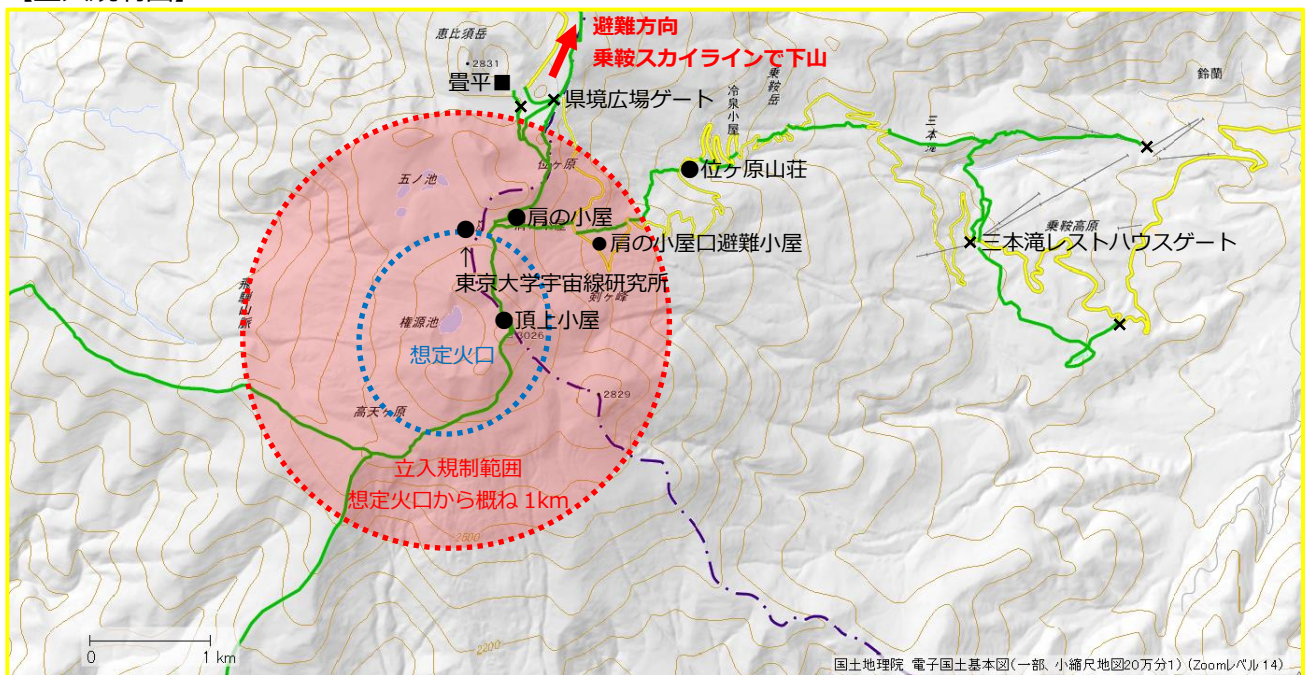 避難方向
乗鞍スカイラインで下山
恵比須岳
・2831
畳平■
県境広場ゲート
乗鞍岳
冷泉小屋
鈴蘭
三本滝
位ヶ原
●位ヶ原山荘
五ノ池
●肩の小屋
乗鞍高原
●肩の小屋口避難小屋
三本滝レストハウスゲート
↑
東京大学宇宙線研究所
剣ヶ峰
飛騨山脈
権源池
●頂上小屋
3026
想定火口
・2829
高天ヶ原
立入規制範囲
想定火口から概ね 1km
2600
2200
0 1 km
国土地理院 電子国土基本図(一部、小縮尺地図20万分1) (Zoomレベル 14)